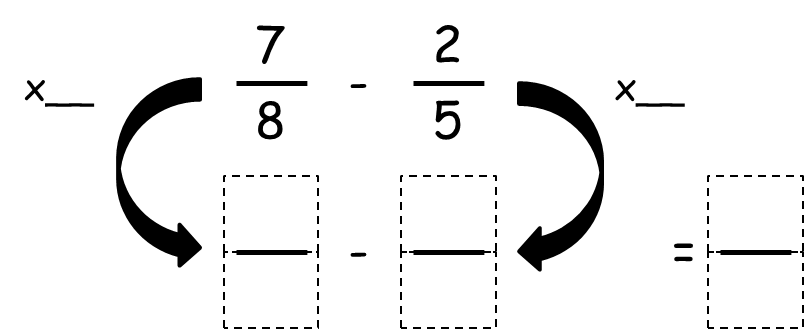 7 2
x__ - x__
8 5
- =